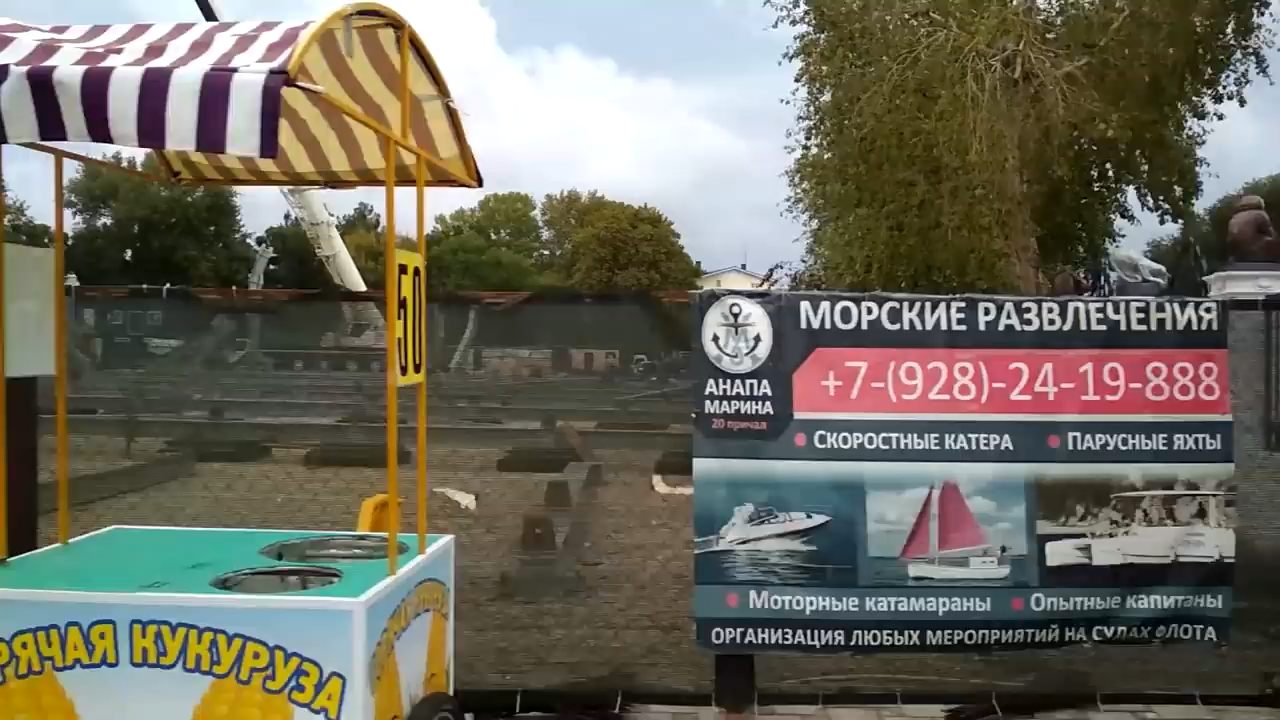 50
РЯЧАЯ КУКУРУЗА
МОРСКИЕ РАЗВЛЕЧЕНИЯ
+7-(928)-24-19-888
АНАПА
МАРИНА
20 причал
• СКОРОСТНЫЕ КАТЕРА • ПАРУСНЫЕ ЯХТЫ
• Моторные катамараны • Опытные капитаны
ОРГАНИЗАЦИЯ ЛЮБЫХ МЕРОПРИЯТИЙ НА СУДАХ ФЛОТА